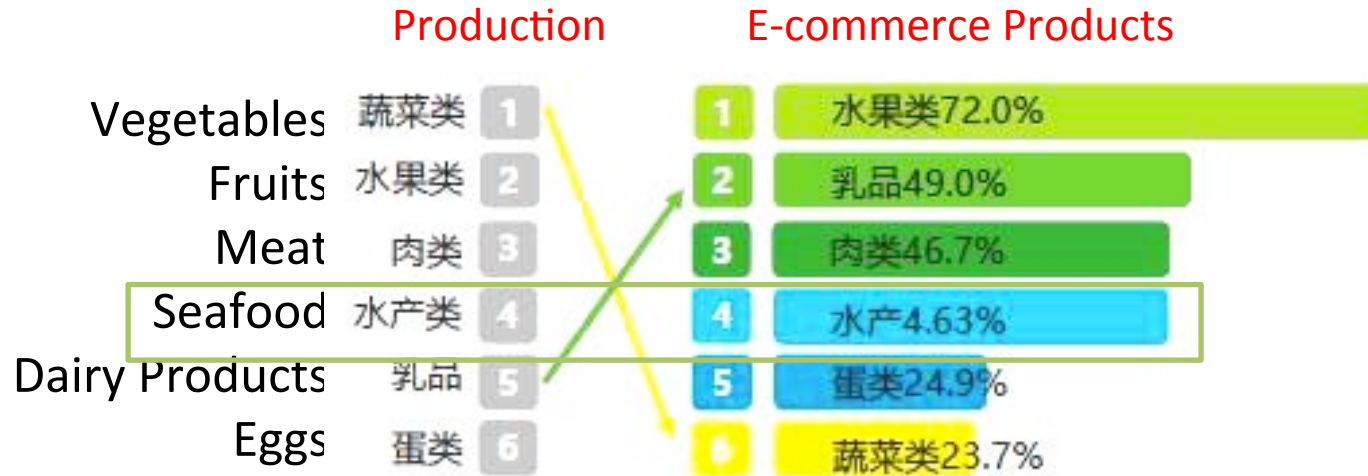 Production E-commerce Products
Vegetables 蔬菜类 1 1 水果类72.0%
Fruits 水果类 2 2 乳品49.0%
Meat 肉类 3 3 肉类46.7%
Seafood 水产类 4 4 水产4.63%
Dairy Products 乳品 5 5 蛋类24.9%
Eggs 蛋类 6 6 蔬菜类23.7%